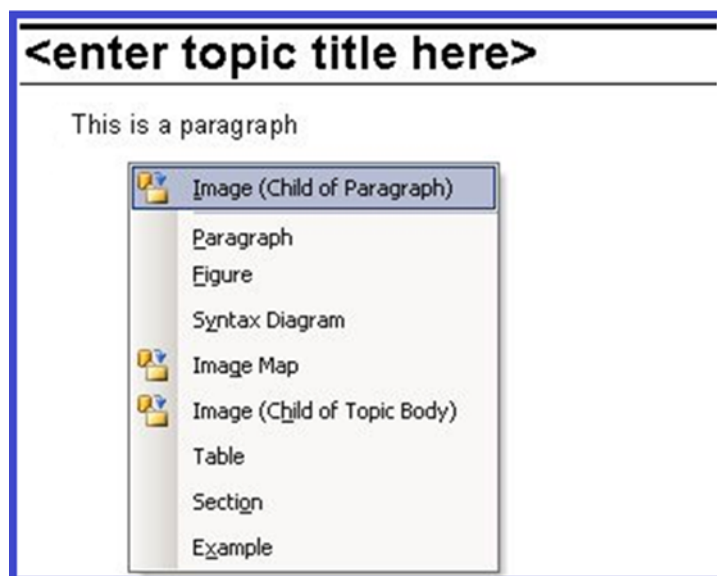 <enter topic title here>
This is a paragraph
Image (Child of Paragraph)
Paragraph
Figure
Syntax Diagram
Image Map
Image (Child of Topic Body)
Table
Section
Example